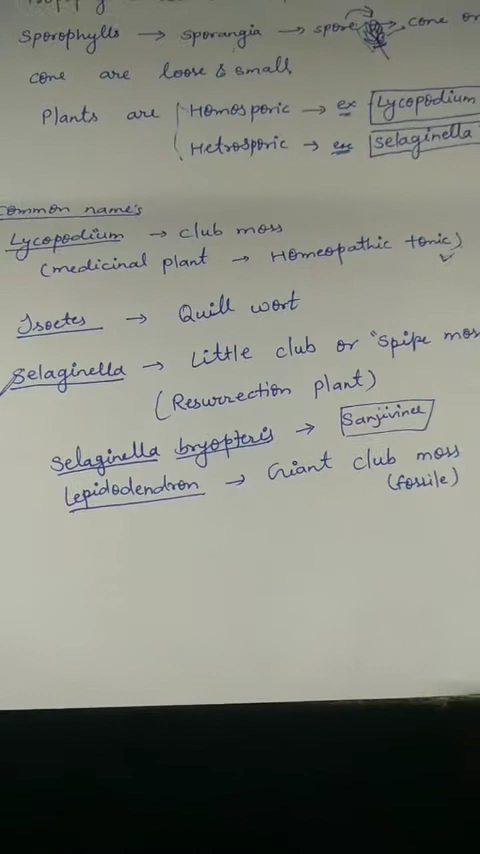 Sporophylls → sporangia → spore → cone or
cone are loose & small
Plants are Homosporic → ex Lycopodium
Hetrosporic → ex Selaginella
Common name's
Lycopodium → club moss
(medicinal plant → Homeopathic tonic)
Isoetes → Quill wort
Selaginella → Little club or "Spipe mos
(Resurrection plant)
Selaginella bryopteris → Sanjivinee
Lepidodendron → Giant club moss
(fossile)